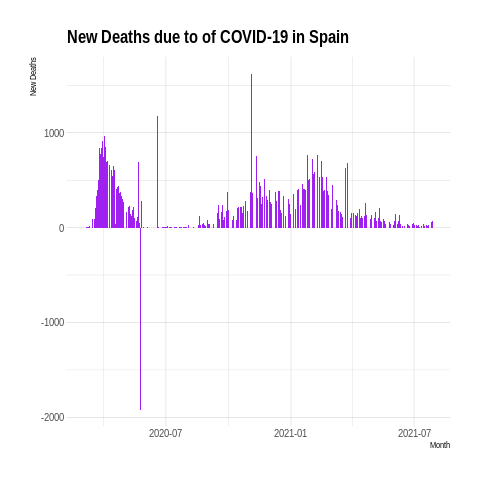 New Deaths due to of COVID-19 in Spain
New Deaths
1000
0
-1000
-2000
2020-07
2021-01
2021-07
Month